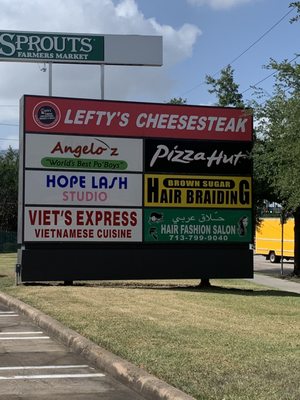 SPROUTS
FARMERS MARKET
LEFTY'S CHEESESTEAK
Angelo'z
"World's Best Po'Boys"
Pizza Hut
HOPE LASH
STUDIO
BROWN SUGAR
HAIR BRAIDING
VIET'S EXPRESS
VIETNAMESE CUISINE
حلاق عربي
HAIR FASHION SALON
713-799-9040